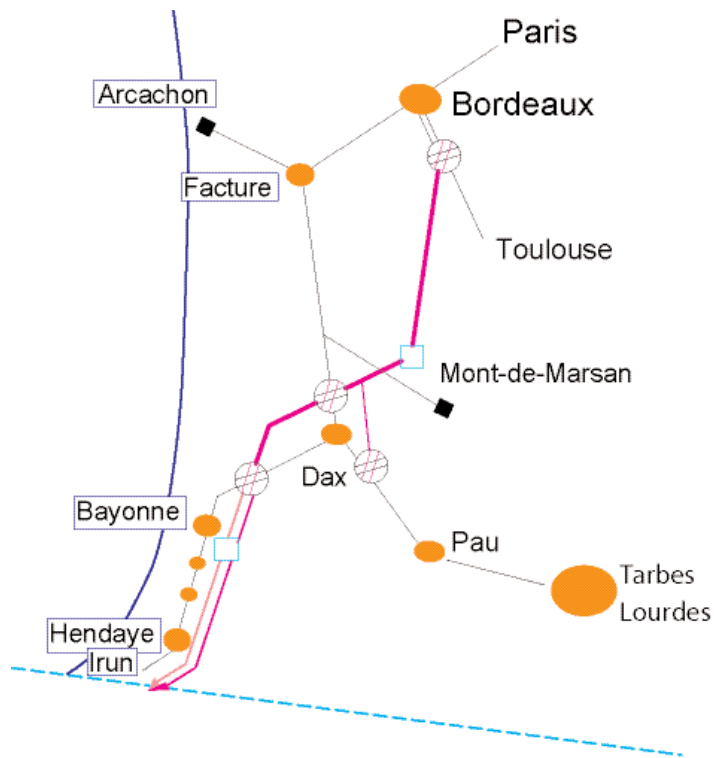 Paris
Arcachon
Bordeaux
Facture
Toulouse
Mont-de-Marsan
Dax
Bayonne
Pau
Tarbes
Lourdes
Hendaye
Irun